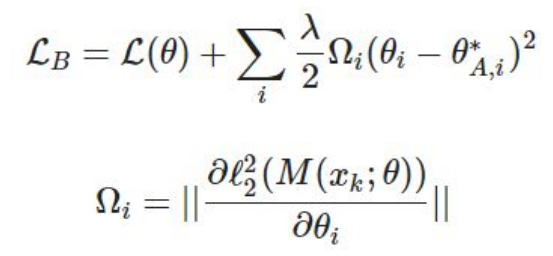 \mathcal{L}_B = \mathcal{L}(\theta) + \sum_i \frac{\lambda}{2} \Omega_i (\theta_i - \theta^*_{A,i})^2
\Omega_i = || \frac{\partial \ell_2^2 (M(x_k; \theta))}{\partial \theta_i} ||